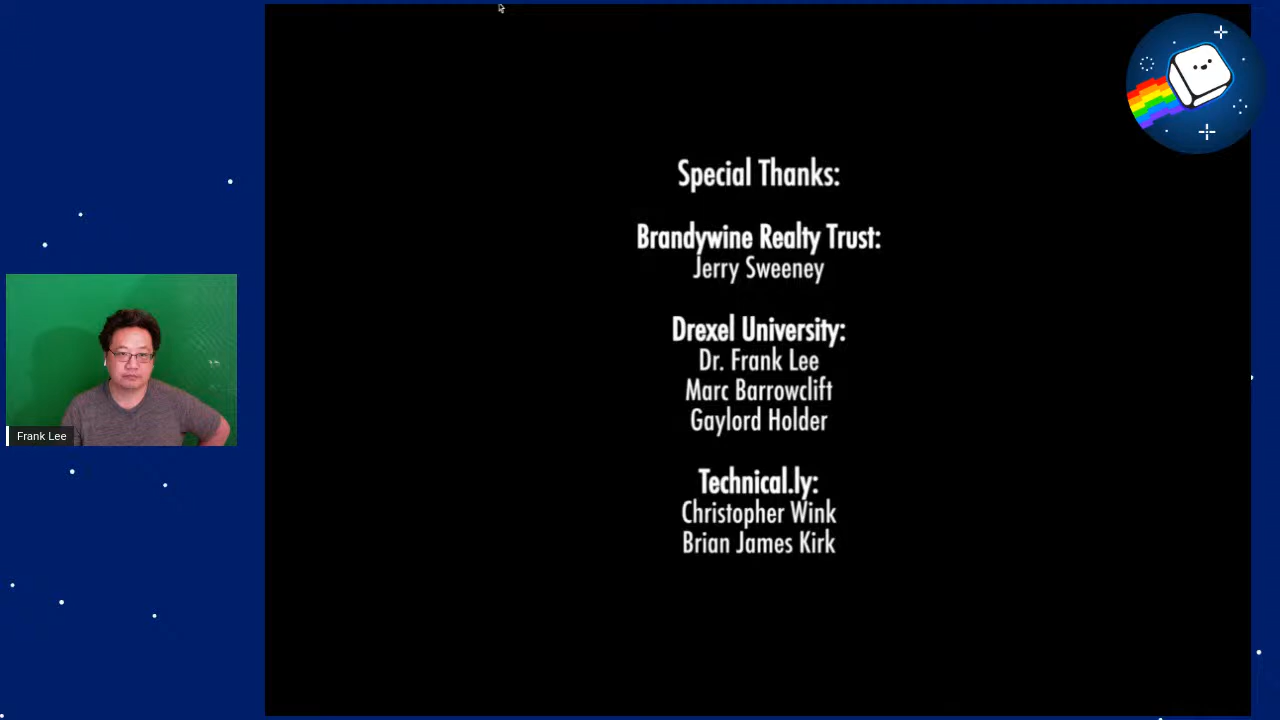 Special Thanks:
Brandywine Realty Trust:
Jerry Sweeney
Drexel University:
Dr. Frank Lee
Marc Barrowclift
Gaylord Holder
Technical.ly:
Christopher Wink
Brian James Kirk
Frank Lee